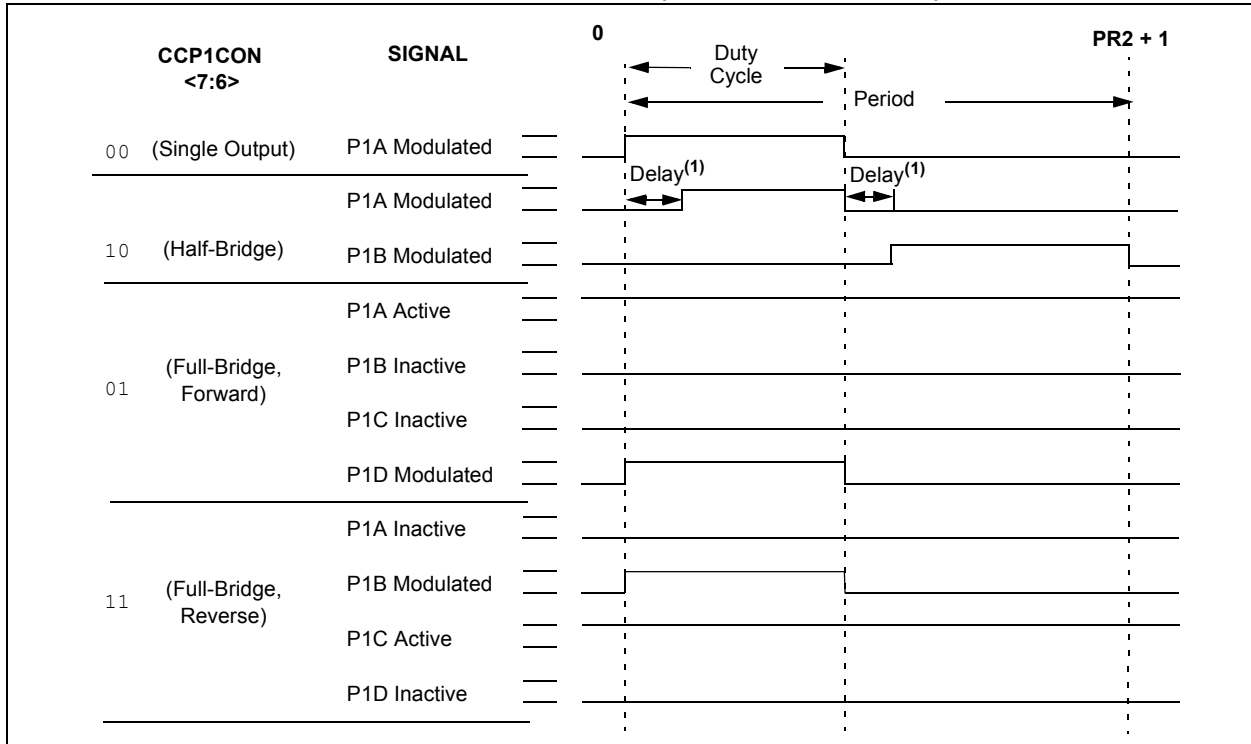 CCP1CON
<7:6>
SIGNAL
0
PR2 + 1
Duty
Cycle
Period
00 (Single Output) P1A Modulated
Delay(1) Delay(1)
P1A Modulated
10 (Half-Bridge) P1B Modulated
P1A Active
01 (Full-Bridge,
Forward)
P1B Inactive
P1C Inactive
P1D Modulated
P1A Inactive
11 (Full-Bridge,
Reverse)
P1B Modulated
P1C Active
P1D Inactive